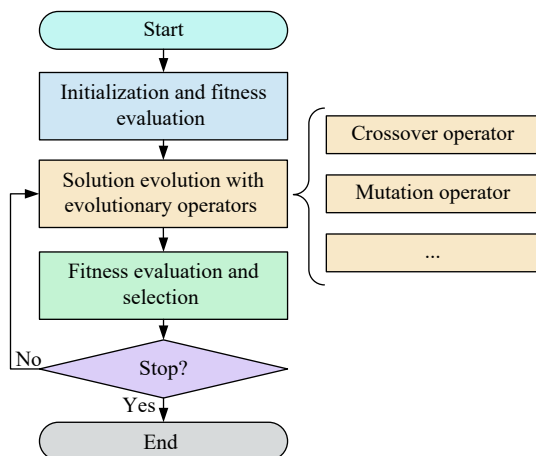 Start
Initialization and fitness
evaluation
Solution evolution with
evolutionary operators
Crossover operator
Mutation operator
...
Fitness evaluation and
selection
Stop?
No
Yes
End